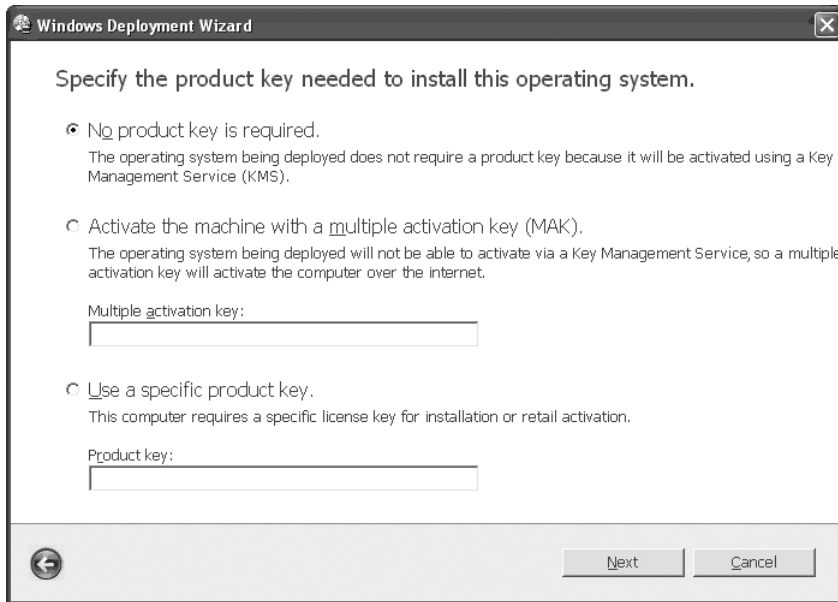 Windows Deployment Wizard
Specify the product key needed to install this operating system.
No product key is required.
The operating system being deployed does not require a product key because it will be activated using a Key
Management Service (KMS).
Activate the machine with a multiple activation key (MAK).
The operating system being deployed will not be able to activate via a Key Management Service, so a multiple
activation key will activate the computer over the internet.
Multiple activation key:
Use a specific product key.
This computer requires a specific license key for installation or retail activation.
Product key:
Next Cancel